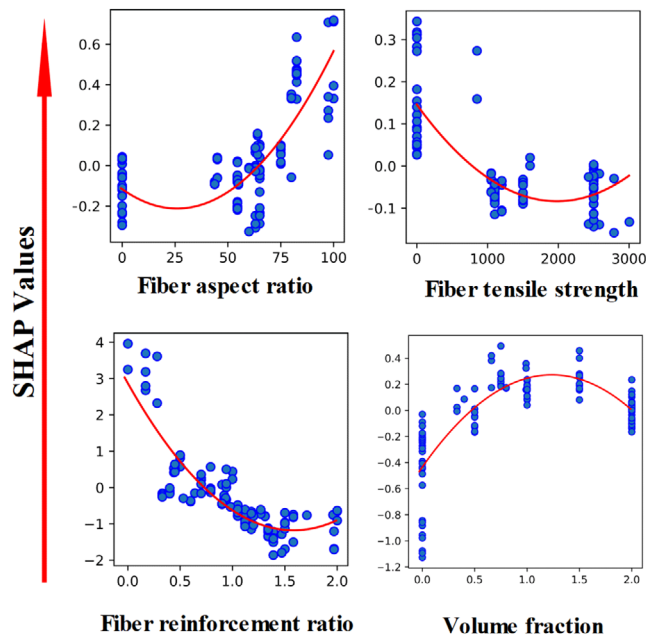 SHAP Values
0.6
0.4
0.2
0.0
−0.2
0 25 50 75 100
Fiber aspect ratio
0.3
0.2
0.1
0.0
−0.1
0 1000 2000 3000
Fiber tensile strength
4
3
2
1
0
−1
−2
0.0 0.5 1.0 1.5 2.0
Fiber reinforcement ratio
0.4
0.2
0.0
-0.2
-0.4
-0.6
-0.8
-1.0
-1.2
0.0 0.5 1.0 1.5 2.0
Volume fraction